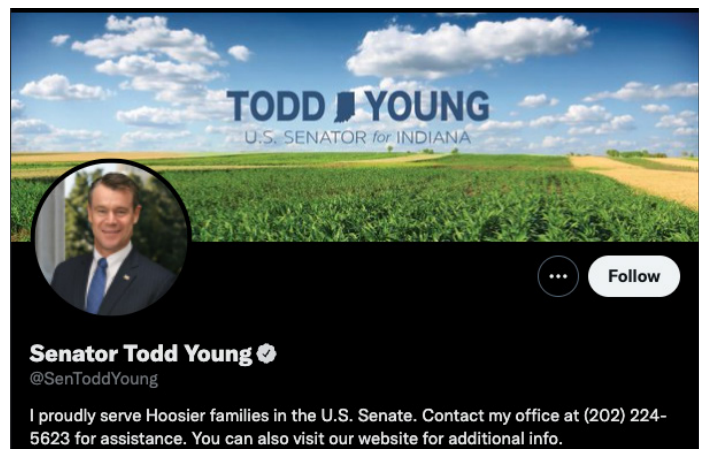 TODD YOUNG
U.S. SENATOR for INDIANA
Follow
Senator Todd Young
@SenToddYoung
I proudly serve Hoosier families in the U.S. Senate. Contact my office at (202) 224-
5623 for assistance. You can also visit our website for additional info.